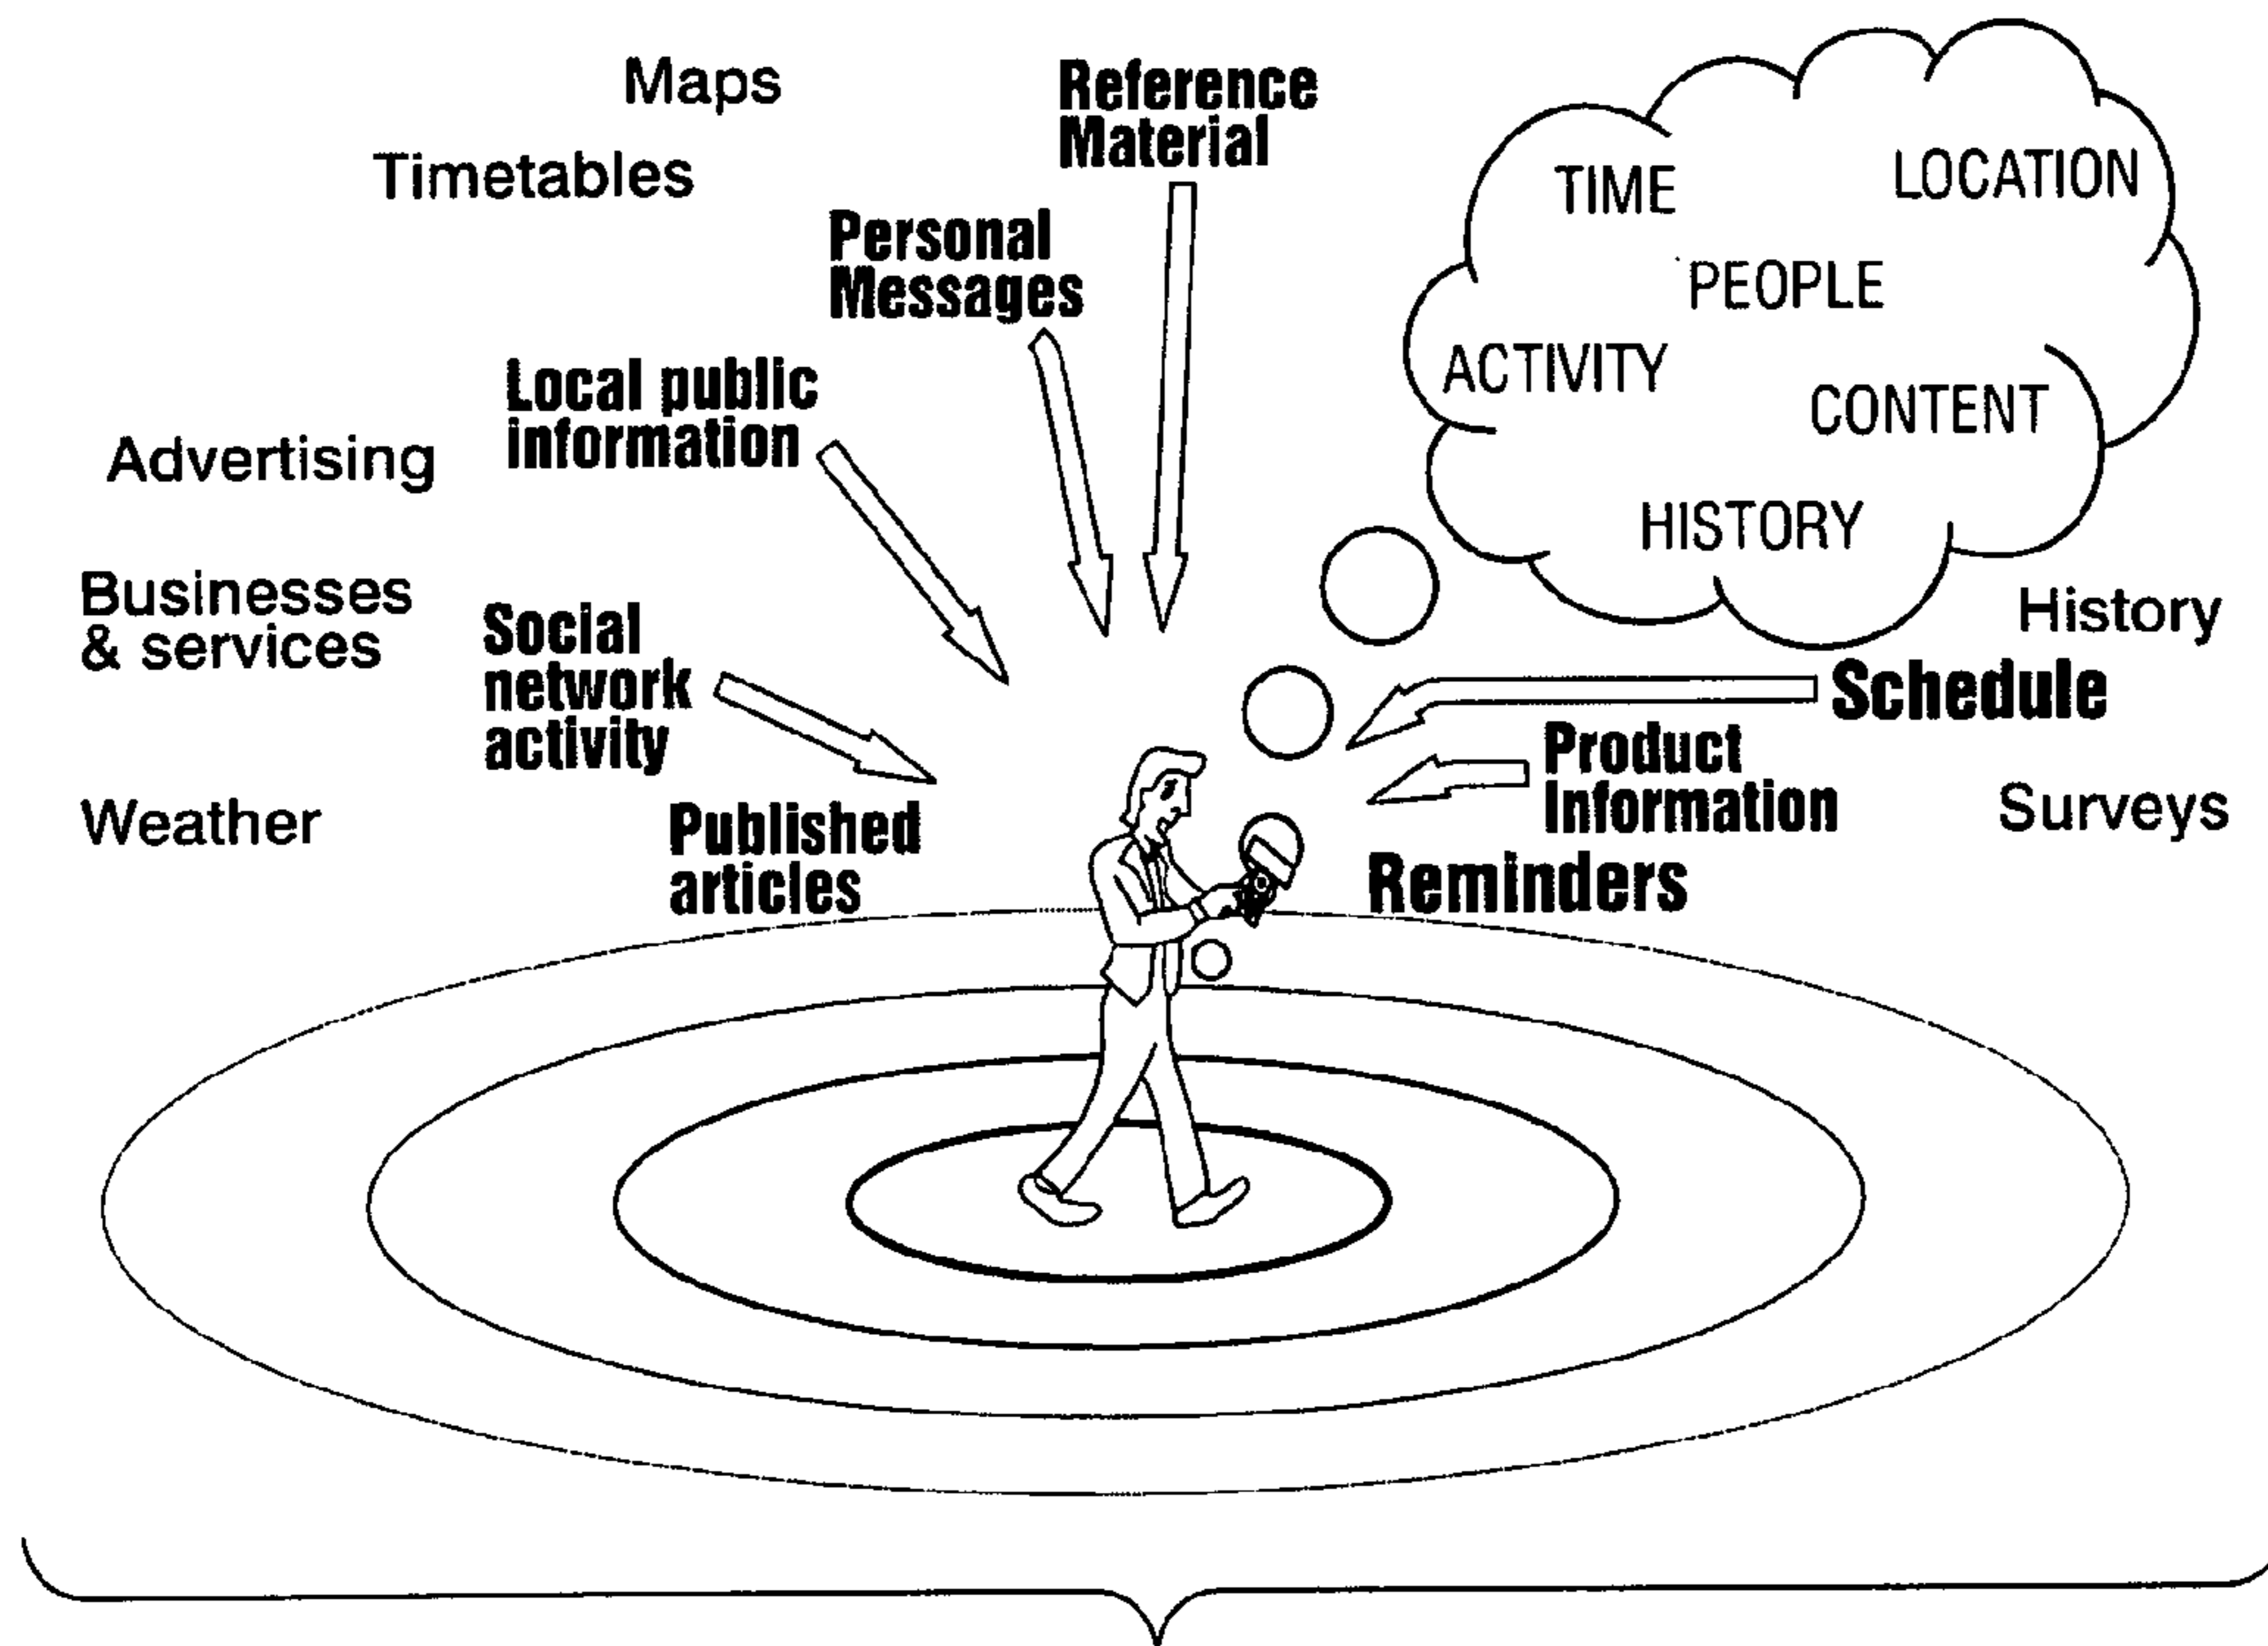 Maps
Reference
Material
Timetables
Personal
Messages
TIME
LOCATION
PEOPLE
ACTIVITY
CONTENT
HISTORY
Local public
information
Advertising
Businesses
& services
Social
network
activity
History
Schedule
Product
Information
Surveys
Weather
Published
articles
Reminders